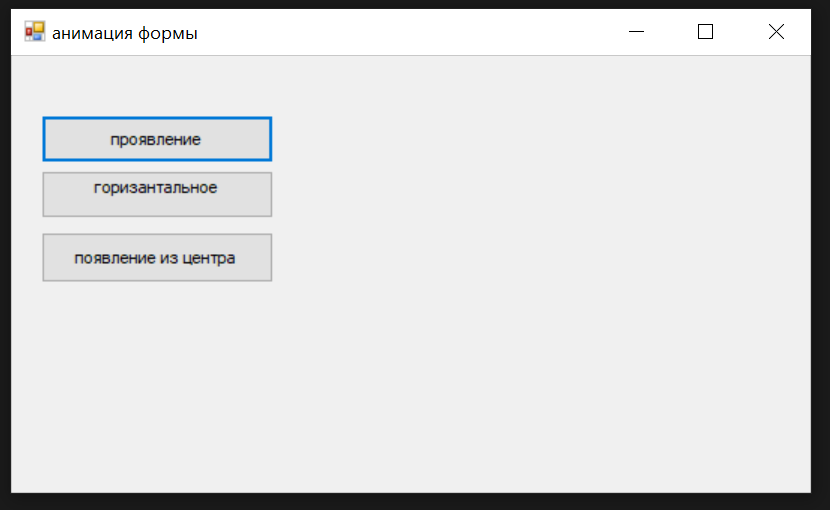 анимация формы
проявление
горизантальное
появление из центра